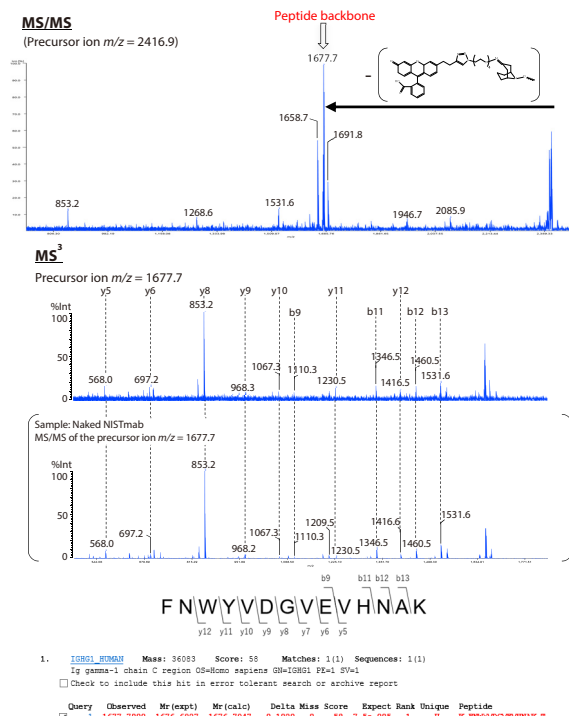 MS/MS
(Precursor ion m/z = 2416.9)
Peptide backbone
1677.7
1658.7
1691.8
853.2
1268.6
1531.6
1946.7
2085.9
MS3
Precursor ion m/z = 1677.7
y5 y6 y8 y9 y10 b9 y11 b11 y12 b12 b13
%Int
100
50
0
568.0
697.2
853.2
968.3
1067.3
1110.3
1230.5
1346.5
1416.5
1460.5
1531.6
Sample: Naked NISTmab
MS/MS of the precursor ion m/z = 1677.7
%Int
100
50
0
568.0
697.2
853.2
968.2
1067.3
1110.3
1209.5
1230.5
1346.5
1416.6
1460.5
1531.6
b9 b11 b12 b13
F N W Y V D G V E V H N A K
y12 y11 y10 y9 y8 y7 y6 y5
1. IGHG1_HUMAN Mass: 36083 Score: 58 Matches: 1(1) Sequences: 1(1)
Ig gamma-1 chain C region OS=Homo sapiens GN=IGHG1 PE=1 SV=1
Check to include this hit in error tolerant search or archive report
Query Observed Mr(expt) Mr(calc) Delta Miss Score Expect Rank Unique Peptide